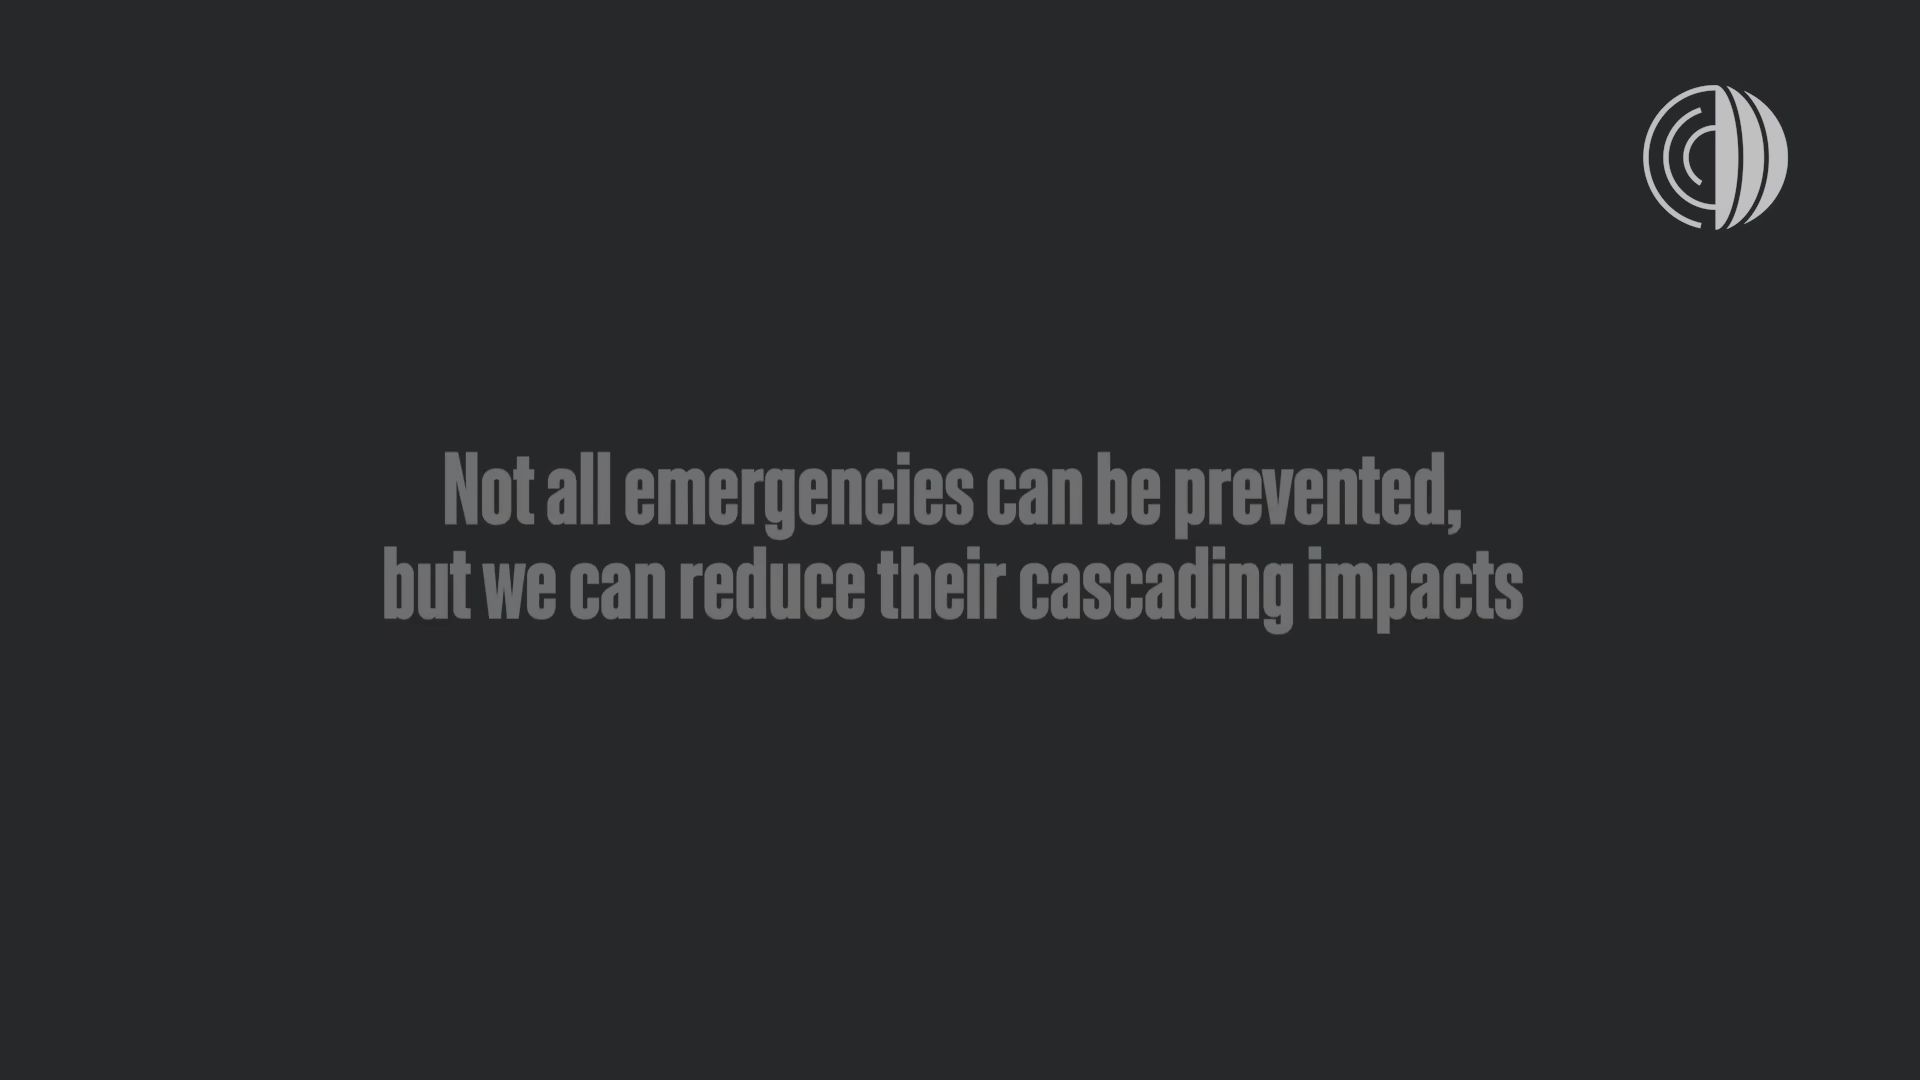 Not all emergencies can be prevented,
but we can reduce their cascading impacts